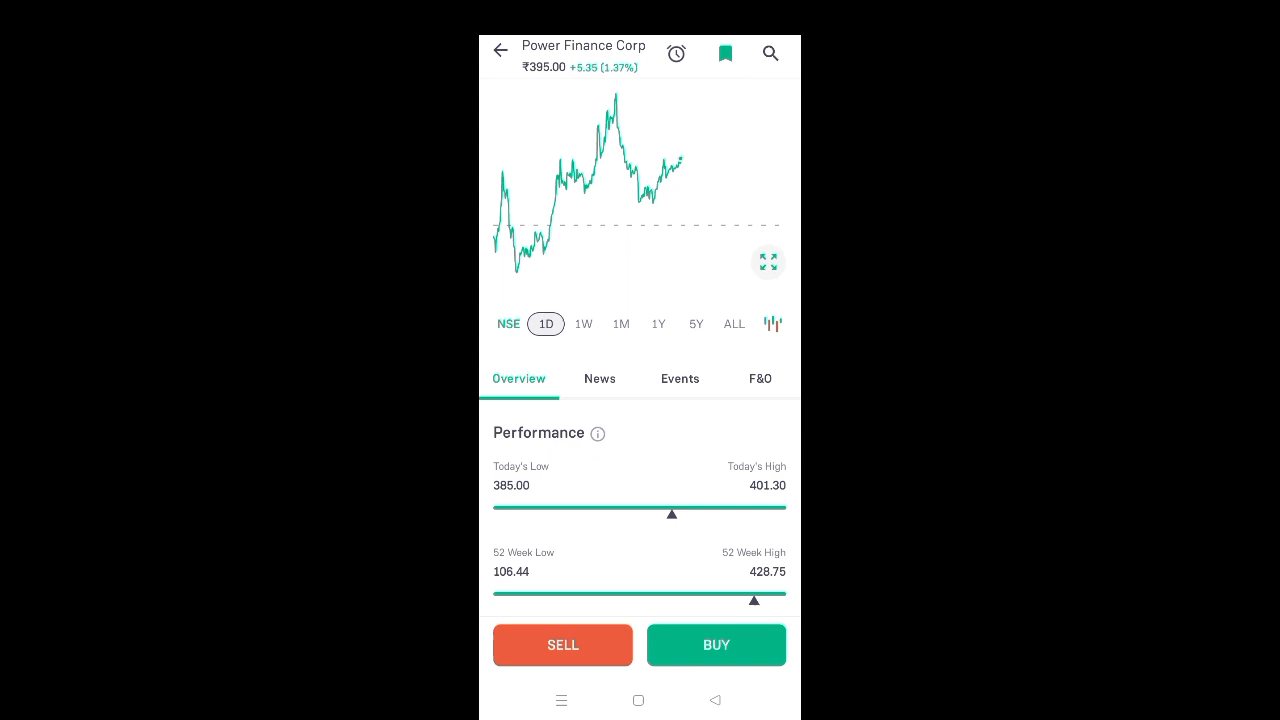 Power Finance Corp
₹395.00 +5.35 (1.37%)
NSE 1D 1W 1M 1Y 5Y ALL
Overview News Events F&O
Performance
Today's Low Today's High
385.00 401.30
52 Week Low 52 Week High
106.44 428.75
SELL BUY